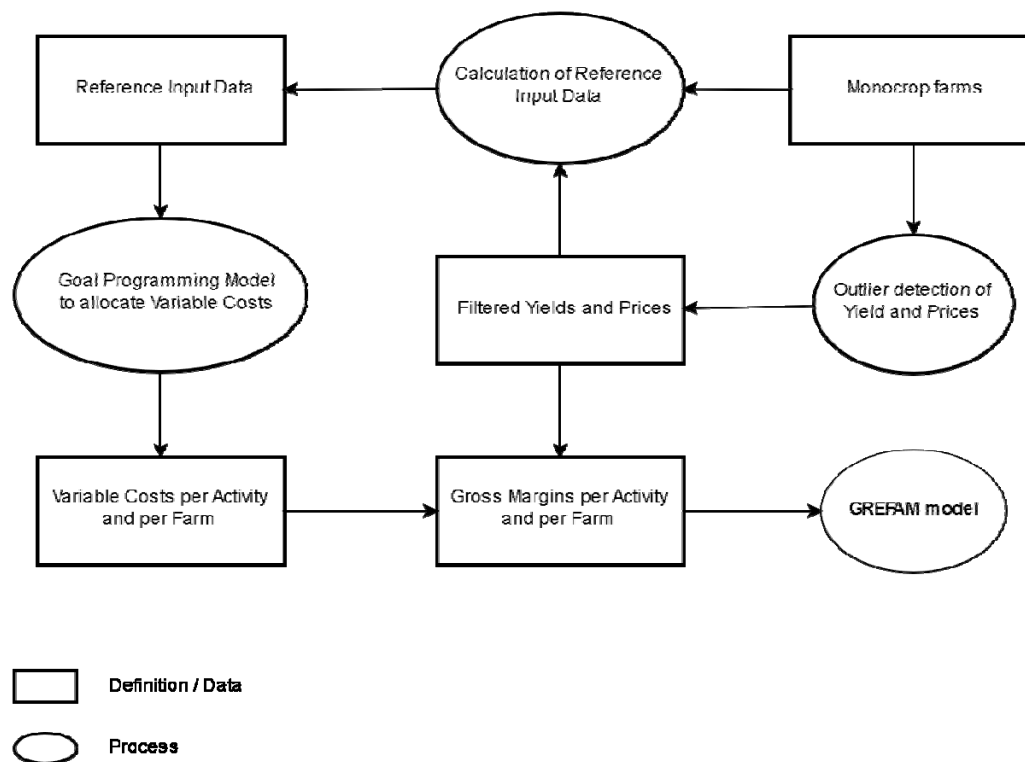 Reference Input Data
Calculation of Reference
Input Data
Monocrop farms
Goal Programming Model
to allocate Variable Costs
Filtered Yields and Prices
Outlier detection of
Yield and Prices
Variable Costs per Activity
and per Farm
Gross Margins per Activity
and per Farm
GREFAM model
Definition / Data
Process